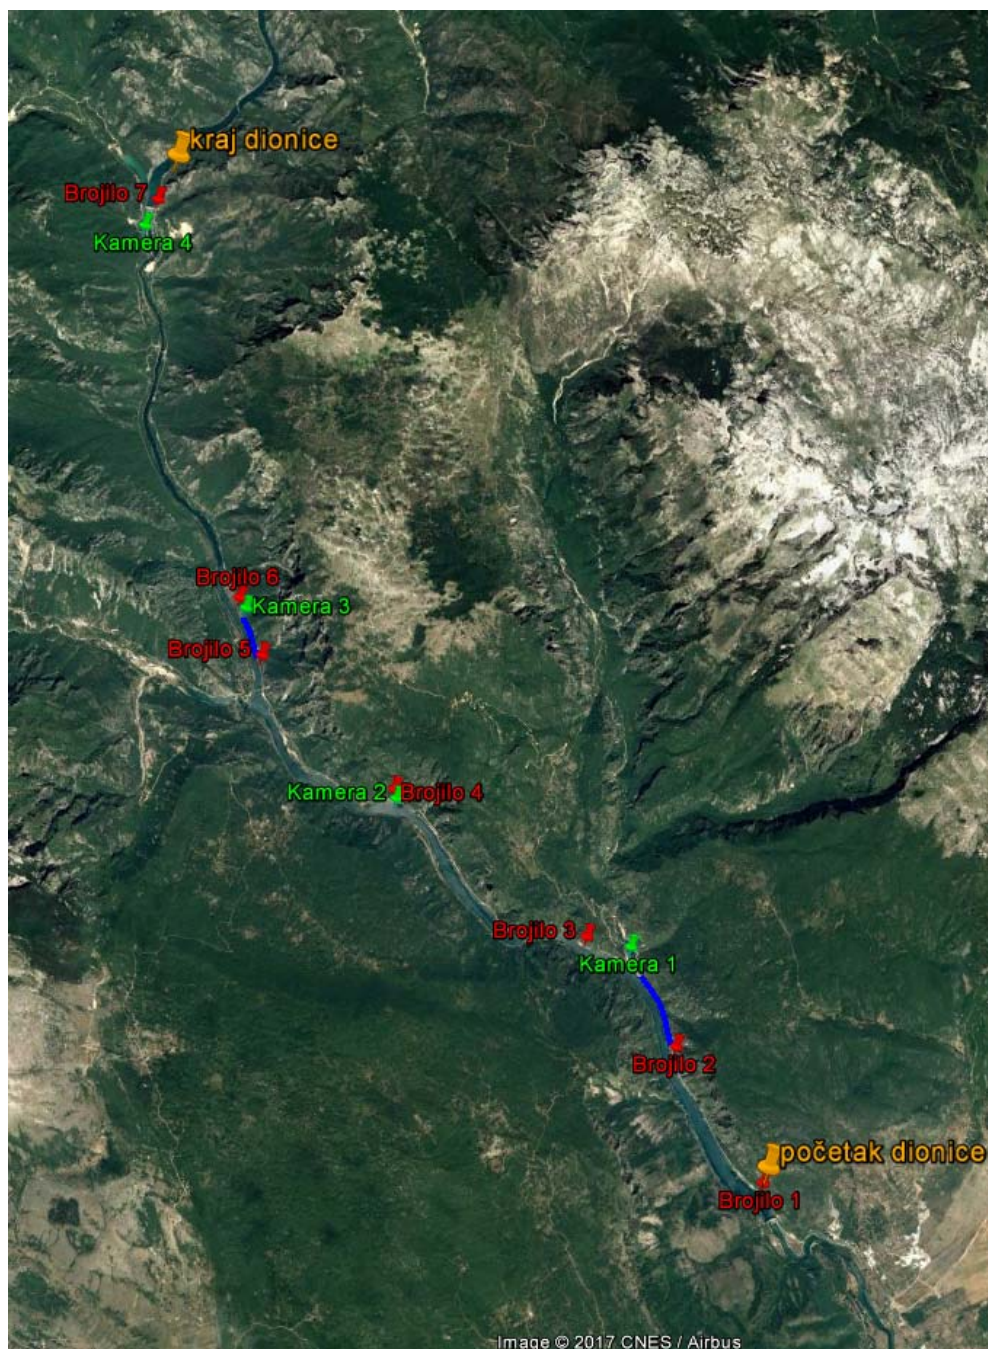 kraj dionice
Brojilo 7
Kamera 4
Brojilo 6
Kamera 3
Brojilo 5
Kamera 2
Brojilo 4
Brojilo 3
Kamera 1
Brojilo 2
početak dionice
Brojilo 1
Image © 2017 CNES / Airbus